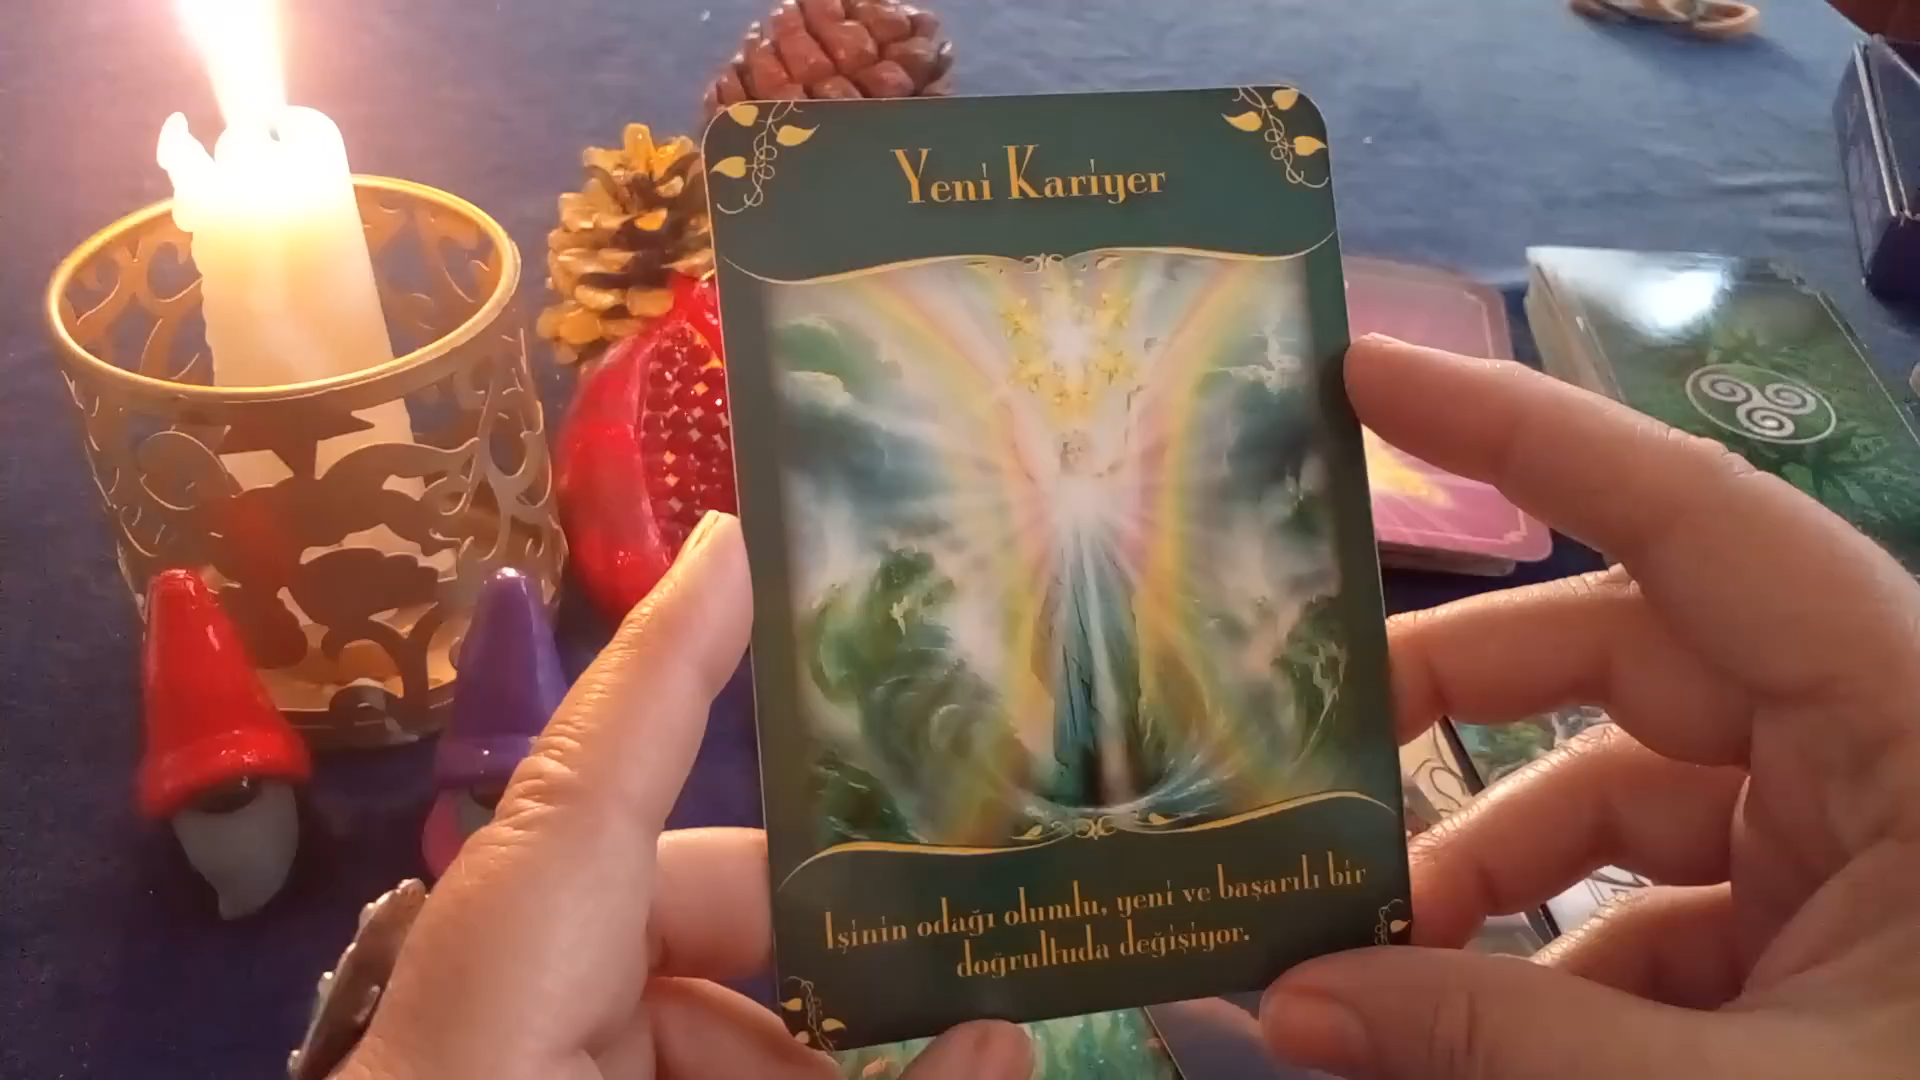 Yeni Kariyer
İşinin odağı olumlu, yeni ve başarılı bir
doğrultuda değişiyor.